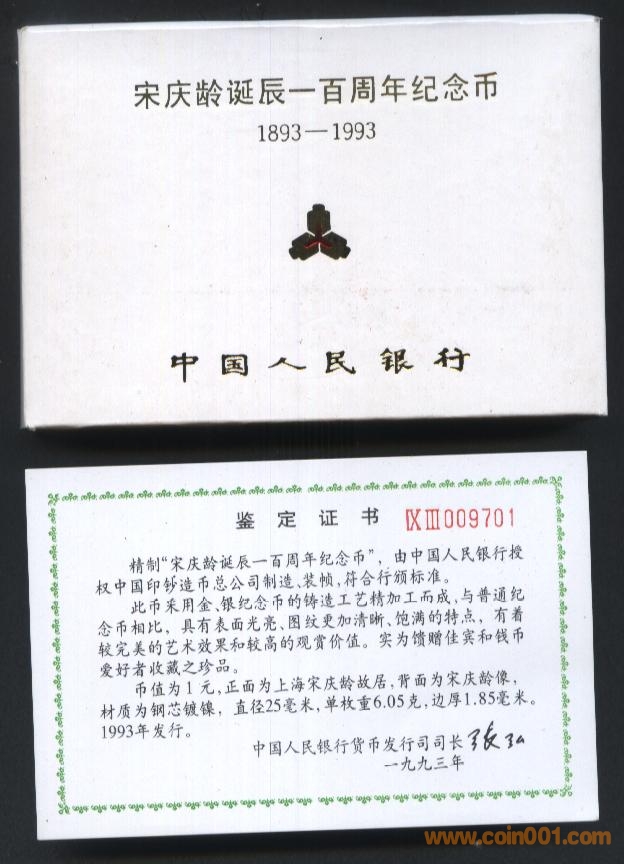 宋庆龄诞辰一百周年纪念币
1893—1993
中国人民银行
鉴定证书 IXIII009701
精制“宋庆龄诞辰一百周年纪念币”，由中国人民银行授
权中国印钞造币总公司制造、装帧，符合行颁标准。
此币采用金、银纪念币的铸造工艺精加工而成，与普通纪
念币相比，具有表面光亮、图纹更加清晰、饱满的特点，有着
较完美的艺术效果和较高的观赏价值。实为馈赠佳宾和钱币
爱好者收藏之珍品。
币值为1元，正面为上海宋庆龄故居，背面为宋庆龄像，
材质为钢芯镀镍，直径25毫米，单枚重6.05克，边厚1.85毫米。
1993年发行。
中国人民银行货币发行司司长 张弘
一九九三年
www.coin001.com